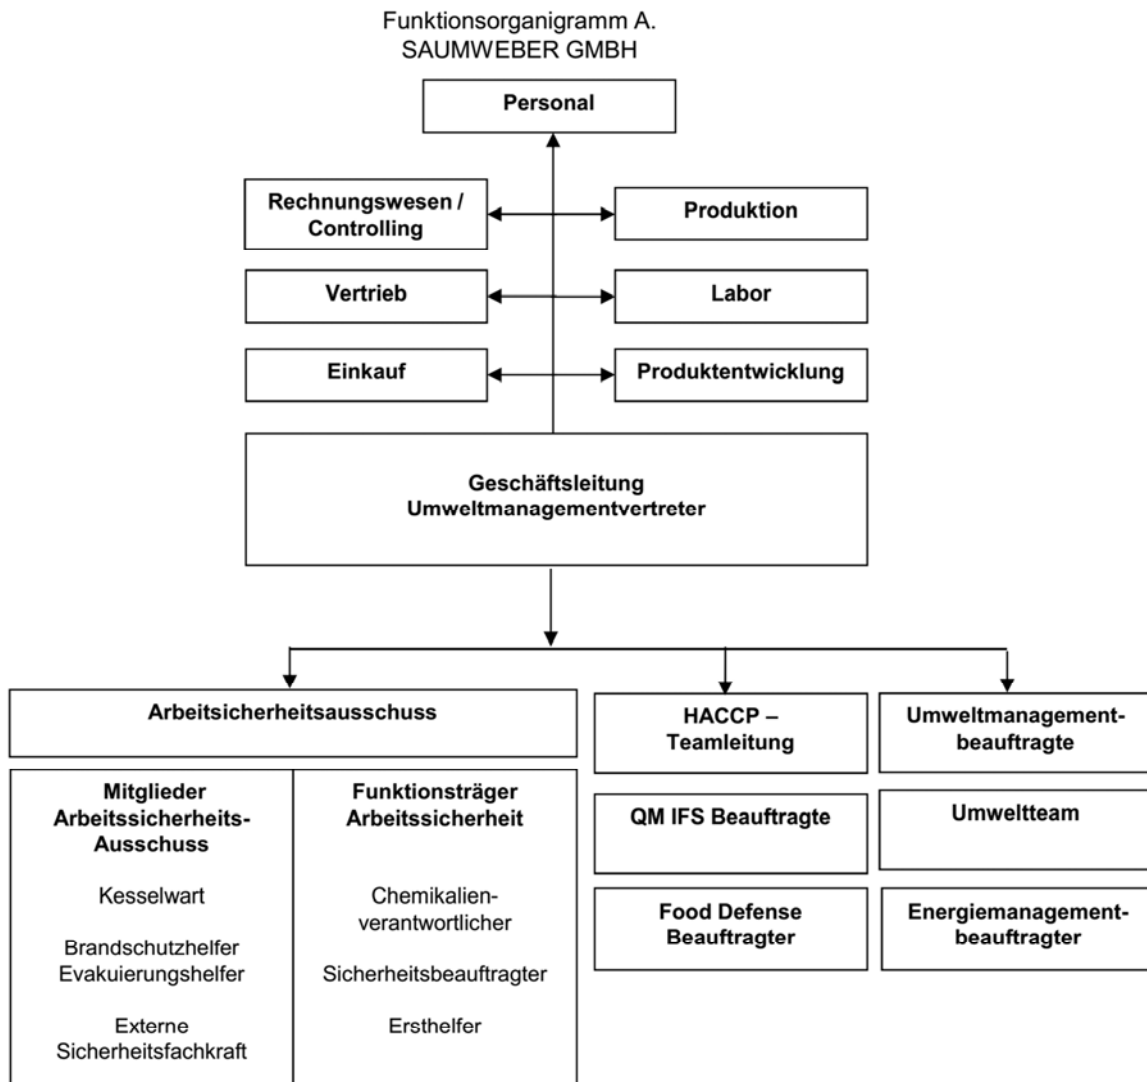 Funktionsorganigramm A.
SAUMWEBER GMBH
Personal
Rechnungswesen /
Controlling
Produktion
Vertrieb
Labor
Einkauf
Produktentwicklung
Geschäftsleitung
Umweltmanagementvertreter
Arbeitsicherheitsausschuss
Mitglieder
Arbeitssicherheits-
Ausschuss
Kesselwart
Brandschutzhelfer
Evakuierungshelfer
Externe
Sicherheitsfachkraft
Funktionsträger
Arbeitssicherheit
Chemikalien-
verantwortlicher
Sicherheitsbeauftragter
Ersthelfer
HACCP –
Teamleitung
QM IFS Beauftragte
Food Defense
Beauftragter
Umweltmanagement-
beauftragte
Umweltteam
Energiemanagement-
beauftragter